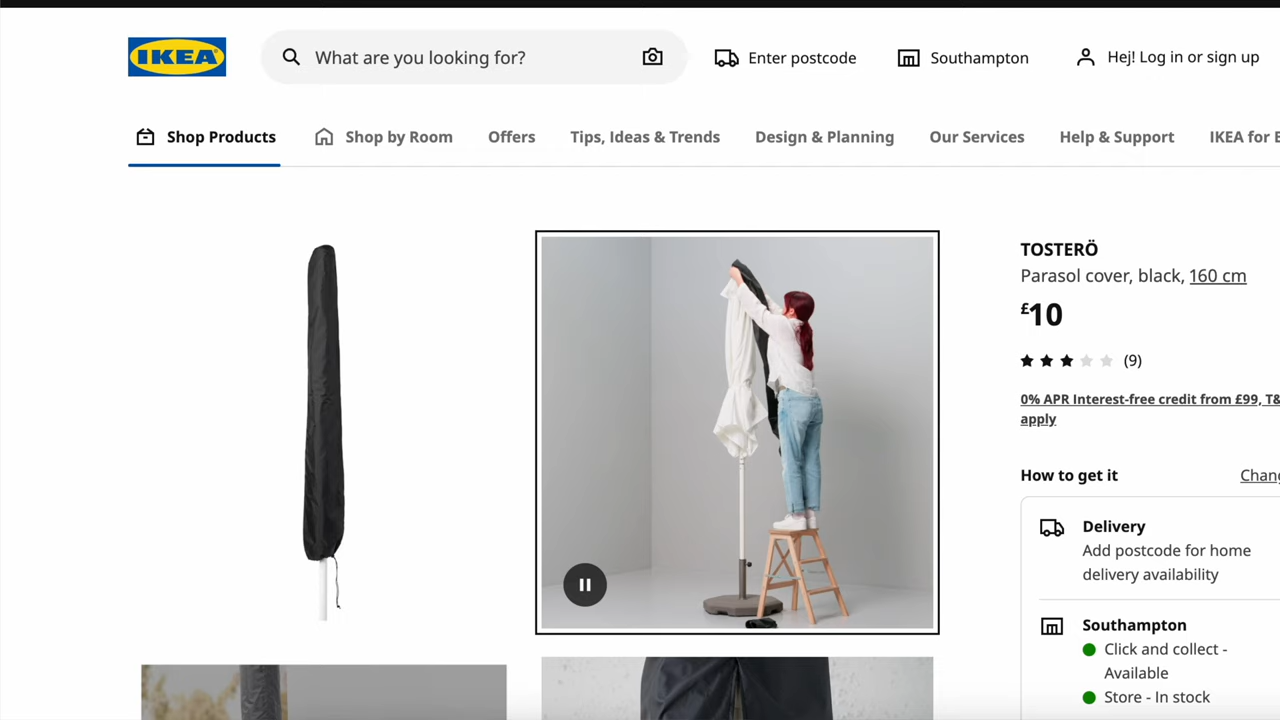 IKEA
What are you looking for?
Enter postcode
Southampton
Hej! Log in or sign up
Shop Products
Shop by Room
Offers
Tips, Ideas & Trends
Design & Planning
Our Services
Help & Support
IKEA for
TOSTERÖ
Parasol cover, black, 160 cm
£10
(9)
0% APR Interest-free credit from £99, T&
apply
How to get it
Delivery
Add postcode for home
delivery availability
Southampton
Click and collect -
Available
Store - In stock